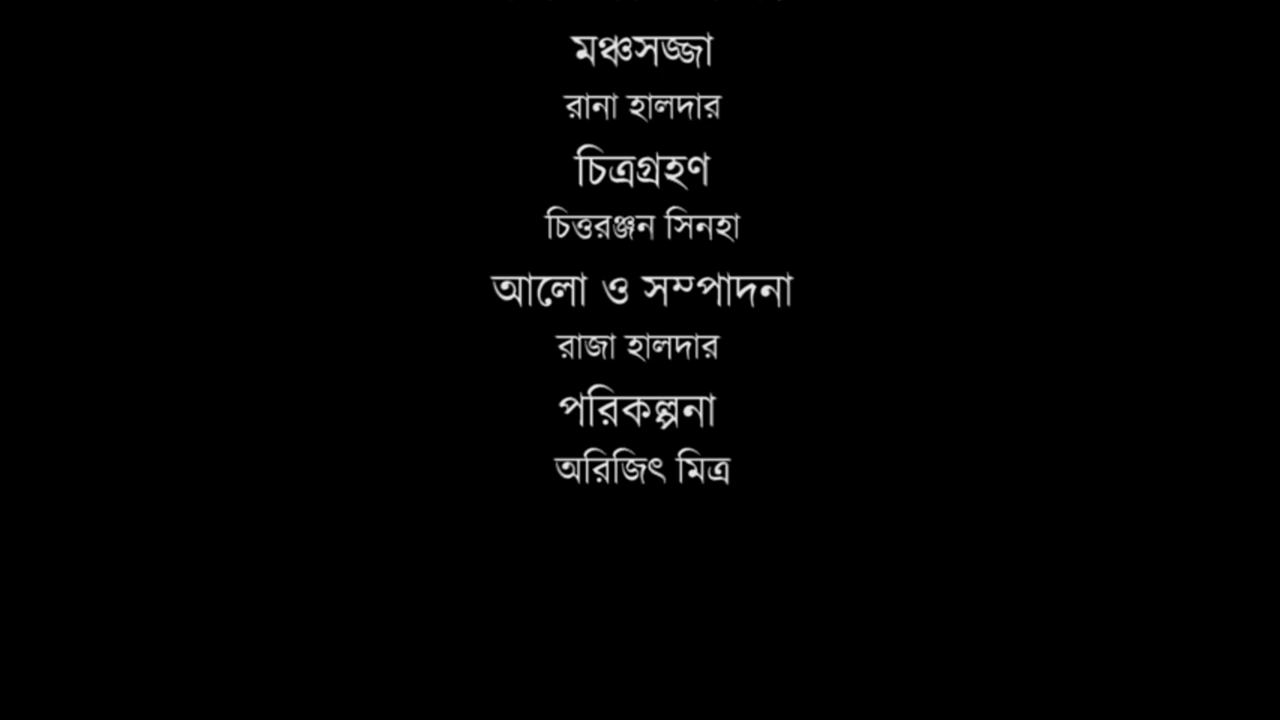 মঞ্চসজ্জা
রানা হালদার
চিত্রগ্রহণ
চিত্তরঞ্জন সিনহা
আলো ও সম্পাদনা
রাজা হালদার
পরিকল্পনা
অরিজিৎ মিত্র